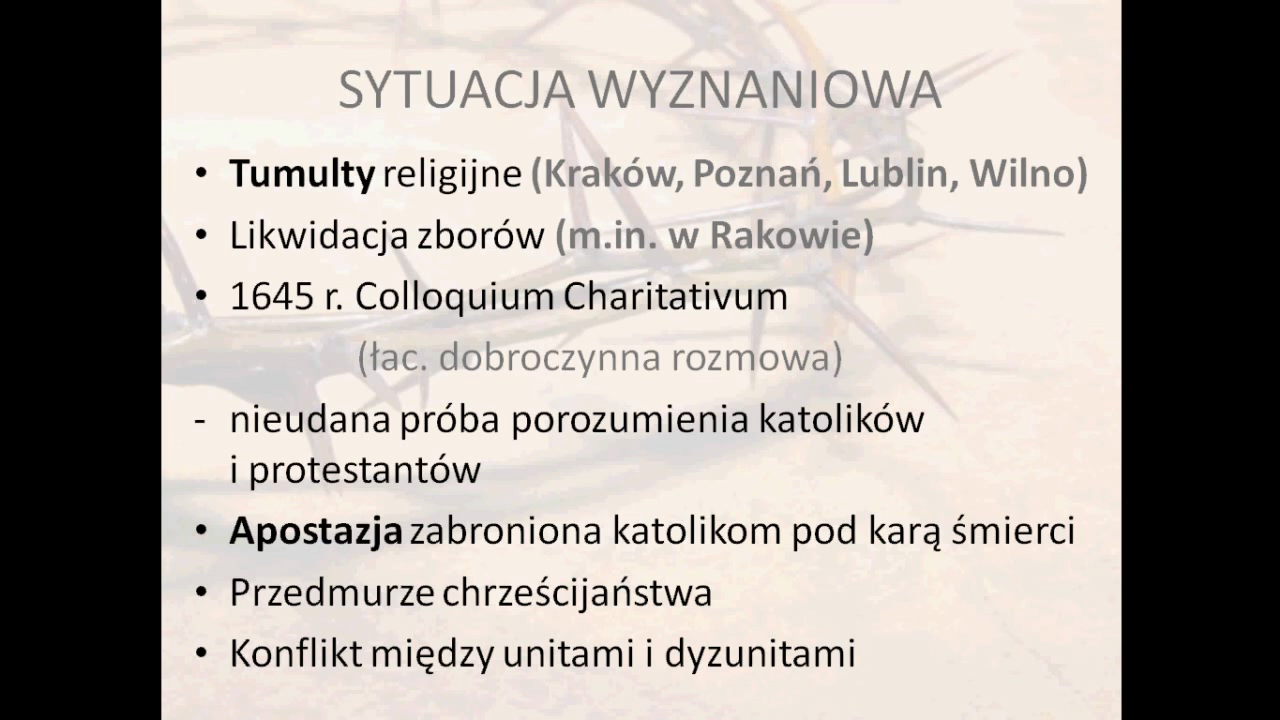 SYTUACJA WYZNANIOWA
• Tumulty religijne (Kraków, Poznań, Lublin, Wilno)
• Likwidacja zborów (m.in. w Rakowie)
• 1645 r. Colloquium Charitativum
(łac. dobroczynna rozmowa)
- nieudana próba porozumienia katolików
i protestantów
• Apostazja zabroniona katolikom pod karą śmierci
• Przedmurze chrześcijaństwa
• Konflikt między unitami i dyzunitami